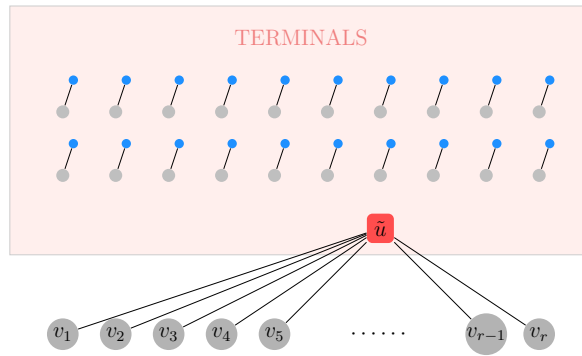 TERMINALS
ũ
v₁ v₂ v₃ v₄ v₅ ...... vᵣ₋₁ vᵣ